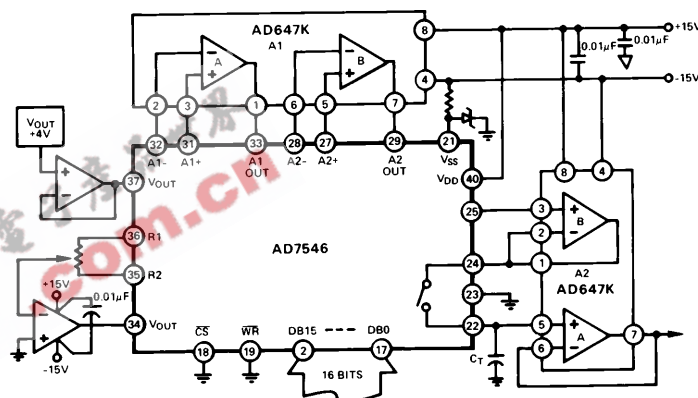 AD647K
A1
8
+15V
0.01µF
0.01µF
-15V
A
B
4
2
3
1
6
5
7
VOUT
+4V
32
31
33
28
27
29
21
A1-
A1+
A1
OUT
A2-
A2+
A2
OUT
VSS
VDD
40
8
4
37
VOUT
25
3
B
2
36
R1
AD7546
24
1
A2
AD647K
35
R2
+15V
0.01µF
23
34
VOUT
22
5
A
7
6
-15V
CS
WR
DB15
DB0
CT
18
19
2
17
16 BITS
com.cn